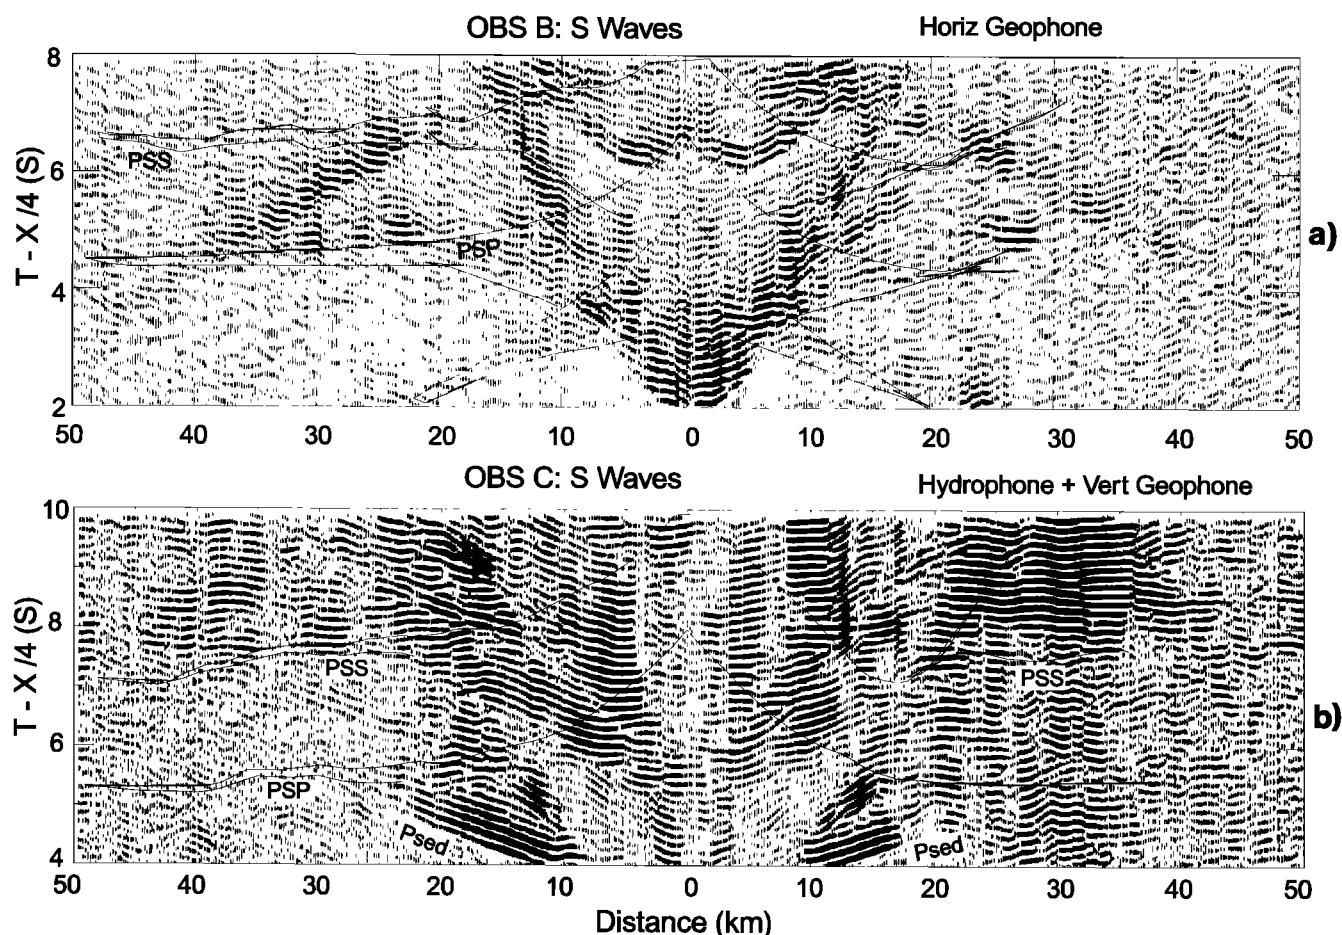 OBS B: S Waves Horiz Geophone
8
6
4
2
T - X /4 (S)
PSS
PSP
a)
50 40 30 20 10 0 10 20 30 40 50
OBS C: S Waves Hydrophone + Vert Geophone
10
8
6
4
T - X /4 (S)
PSS PSS
PSP
Psed Psed
b)
50 40 30 20 10 0 10 20 30 40 50
Distance (km)